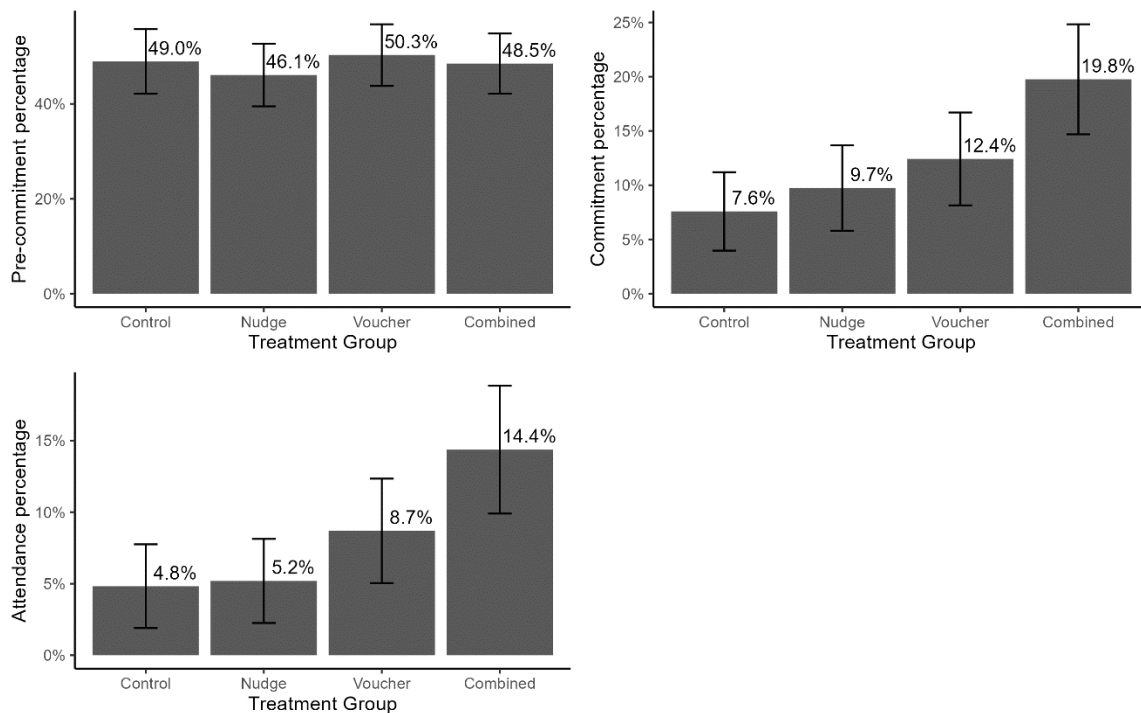 Pre-commitment percentage
40%
20%
0%
49.0%
46.1%
50.3%
48.5%
Control Nudge Voucher Combined
Treatment Group
Commitment percentage
25%
20%
15%
10%
5%
0%
7.6%
9.7%
12.4%
19.8%
Control Nudge Voucher Combined
Treatment Group
Attendance percentage
15%
10%
5%
0%
4.8%
5.2%
8.7%
14.4%
Control Nudge Voucher Combined
Treatment Group